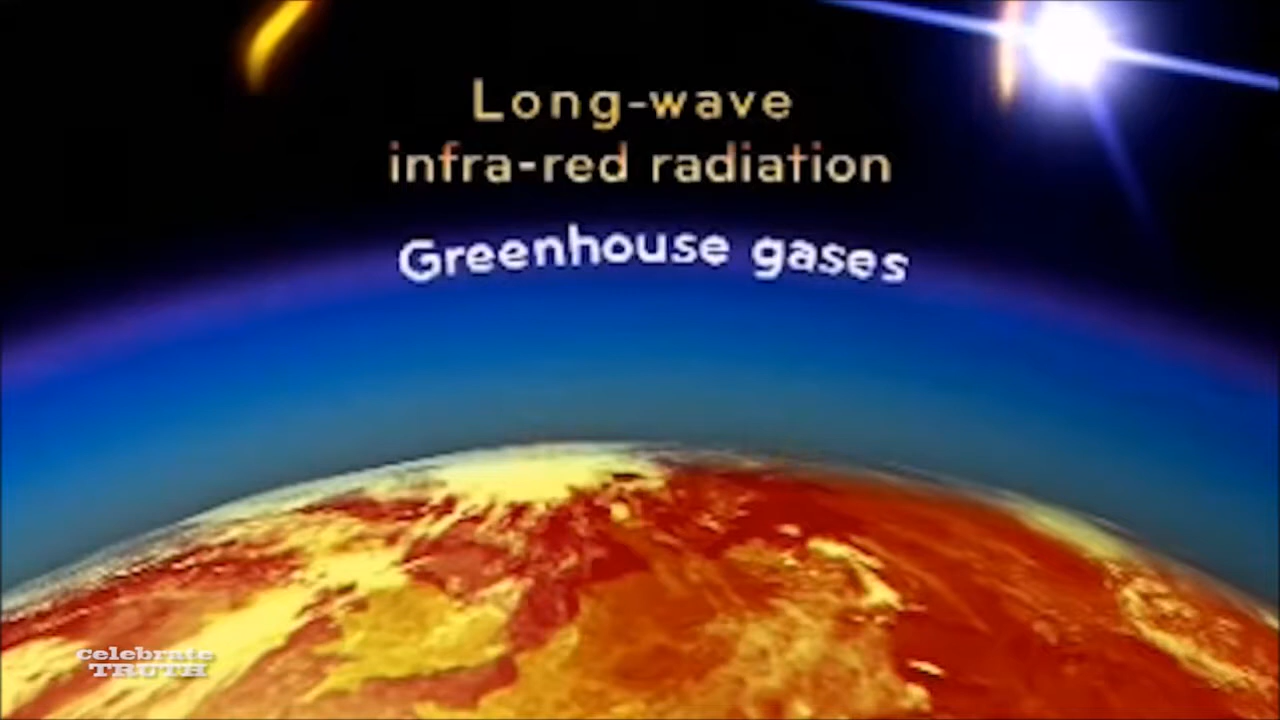 Long-wave
infra-red radiation
Greenhouse gases
Celebrate
TRUTH